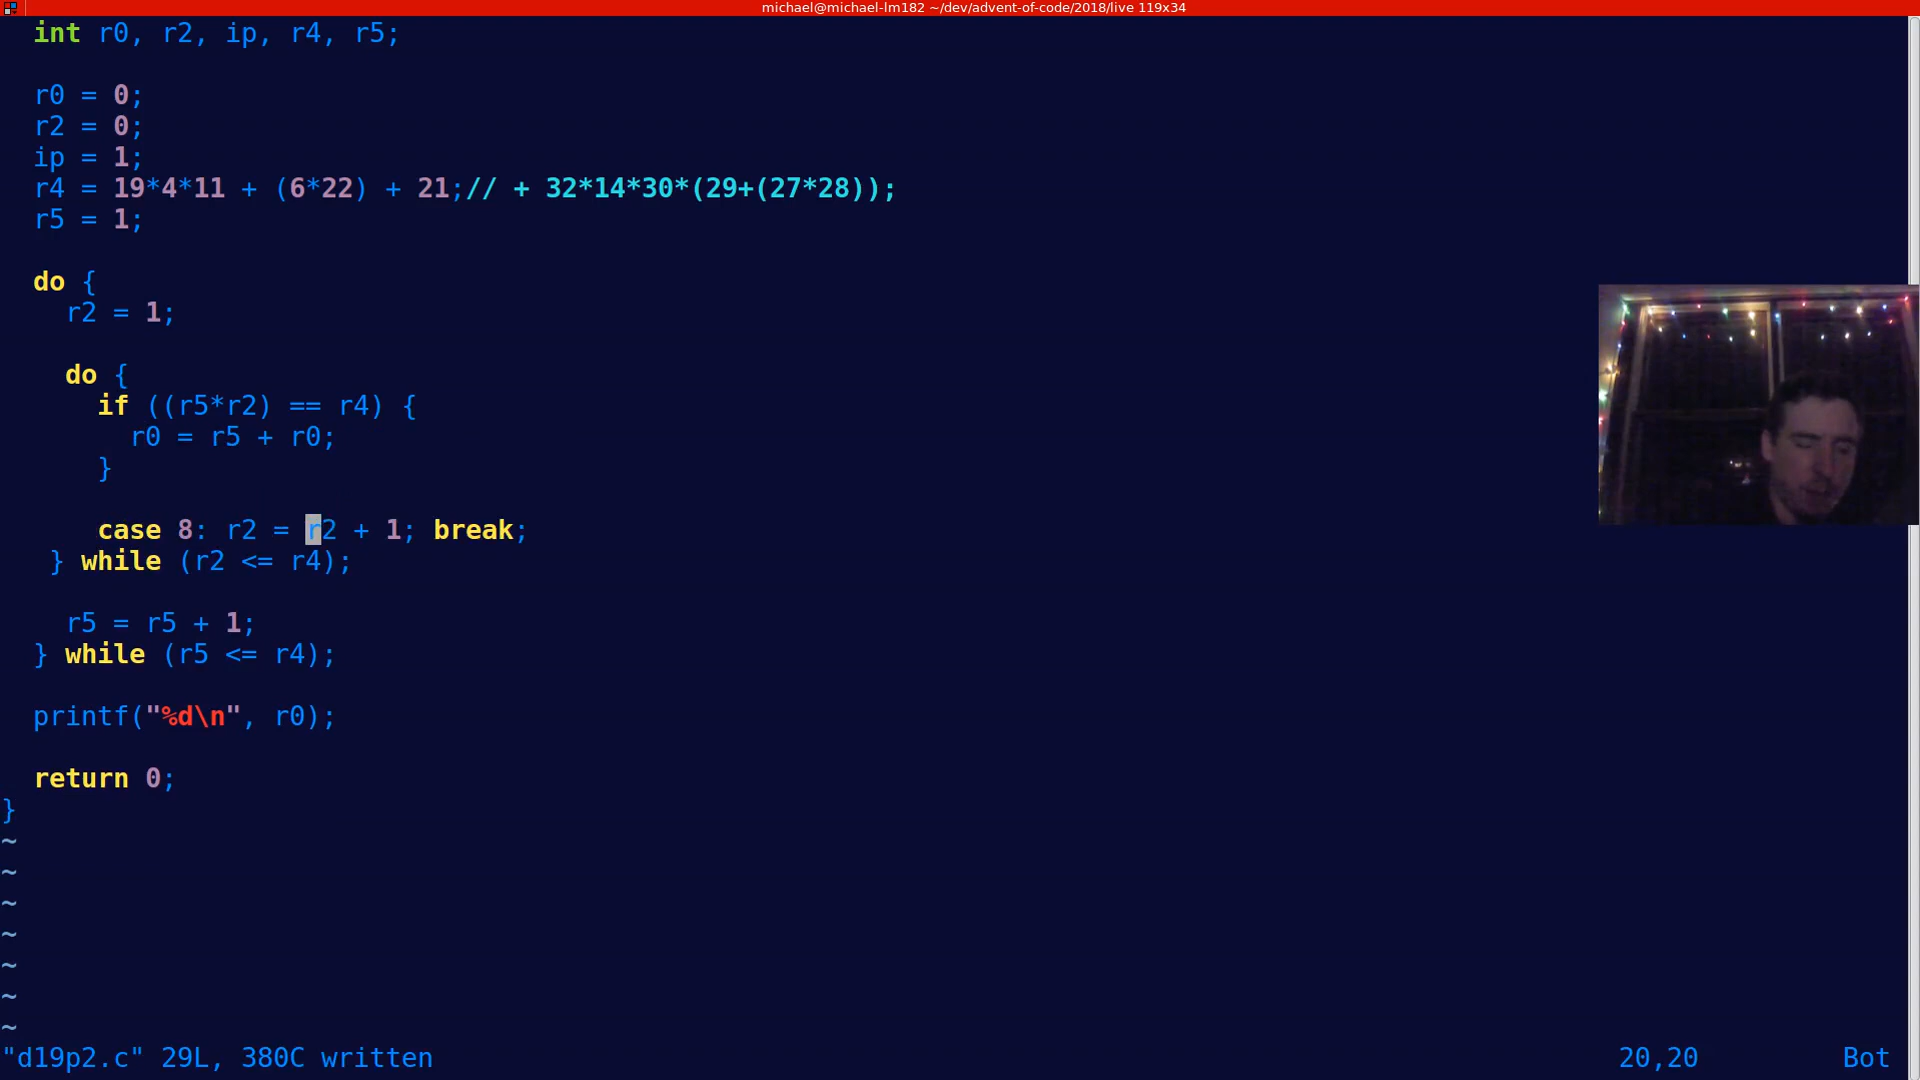 michael@michael-lm182 ~/dev/advent-of-code/2018/live 119x34
int r0, r2, ip, r4, r5;
r0 = 0;
r2 = 0;
ip = 1;
r4 = 19*4*11 + (6*22) + 21;// + 32*14*30*(29+(27*28));
r5 = 1;
do {
r2 = 1;
do {
if ((r5*r2) == r4) {
r0 = r5 + r0;
}
case 8: r2 = r2 + 1; break;
} while (r2 <= r4);
r5 = r5 + 1;
} while (r5 <= r4);
printf("%d\n", r0);
return 0;
}
~
~
~
~
~
~
~
"d19p2.c" 29L, 380C written 20,20 Bot